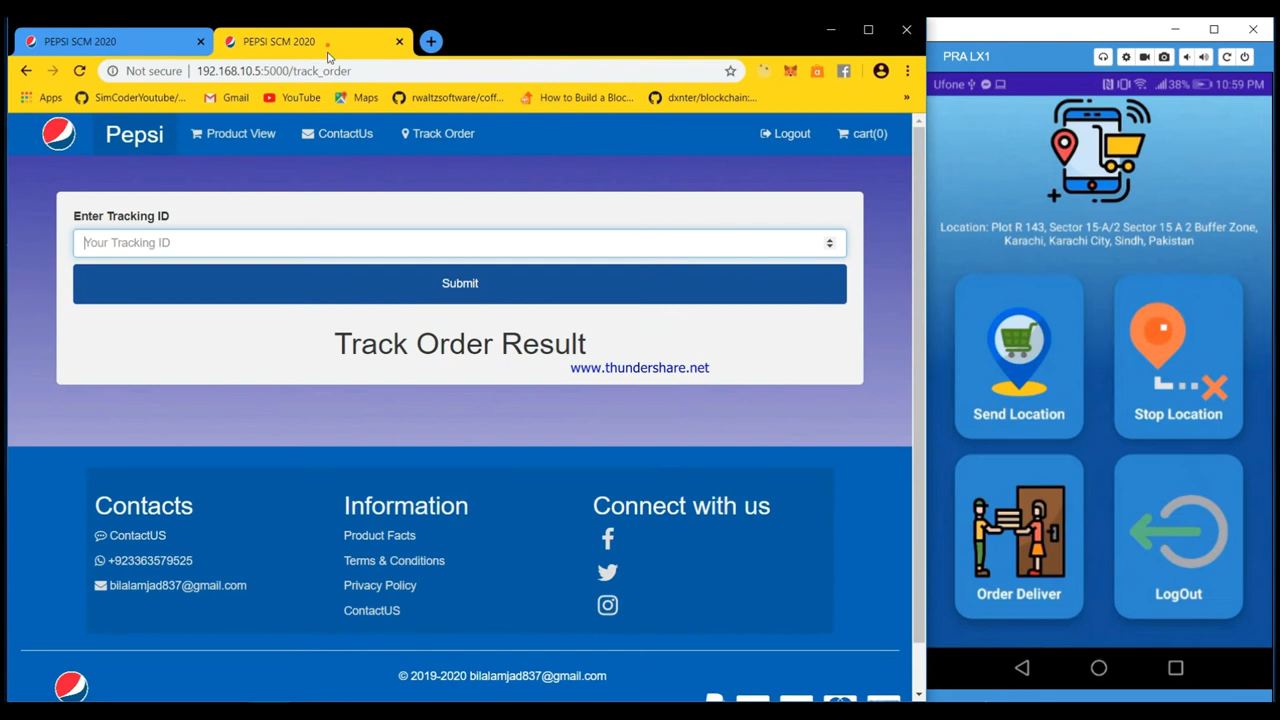 PEPSI SCM 2020
PEPSI SCM 2020
Not secure 192.168.10.5:5000/track_order
Apps SimCoderYoutube/... Gmail YouTube Maps rwaltzsoftware/coff... How to Build a Bloc... dxnter/blockchain:... »
Pepsi Product View ContactUs Track Order Logout cart(0)
Enter Tracking ID
Your Tracking ID
Submit
Track Order Result
www.thundershare.net
Contacts
ContactUS
+923363579525
bilalamjad837@gmail.com
Information
Product Facts
Terms & Conditions
Privacy Policy
ContactUS
Connect with us
© 2019-2020 bilalamjad837@gmail.com
PRA LX1
Ufone 38% 10:59 PM
Location: Plot R 143, Sector 15-A/2 Sector 15 A 2 Buffer Zone,
Karachi, Karachi City, Sindh, Pakistan
Send Location
Stop Location
Order Deliver
LogOut